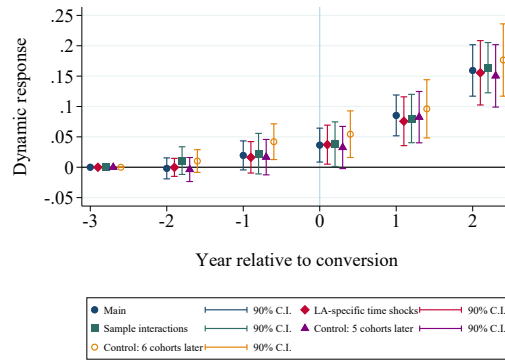 .25
.2
.15
.1
.05
0
-.05
Dynamic response
-3 -2 -1 0 1 2
Year relative to conversion
Main 90% C.I. LA-specific time shocks 90% C.I.
Sample interactions 90% C.I. Control: 5 cohorts later 90% C.I.
Control: 6 cohorts later 90% C.I.